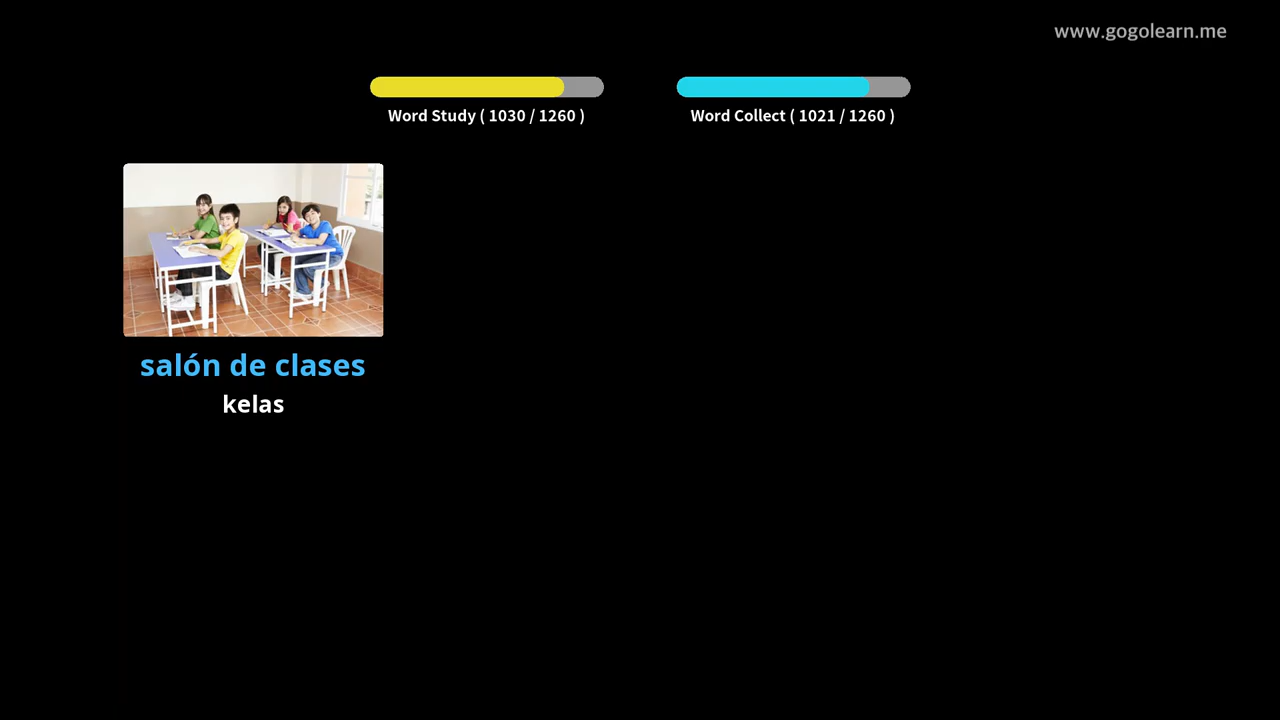 www.gogolearn.me
Word Study ( 1030 / 1260 )
Word Collect ( 1021 / 1260 )
salón de clases
kelas